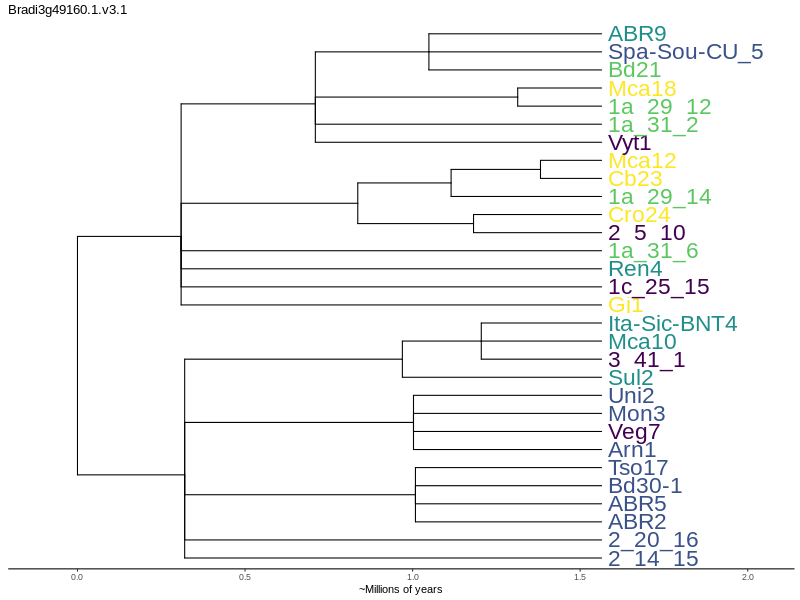 Bradi3g49160.1.v3.1
ABR9
Spa-Sou-CU_5
Bd21
Mca18
1a_29_12
1a_31_2
Vyt1
Mca12
Cb23
1a_29_14
Cro24
2_5_10
1a_31_6
Ren4
1c_25_15
Gi1
Ita-Sic-BNT4
Mca10
3_41_1
Sul2
Uni2
Mon3
Veg7
Arn1
Tso17
Bd30-1
ABR5
ABR2
2_20_16
2_14_15
0.0 0.5 1.0 1.5 2.0
~Millions of years